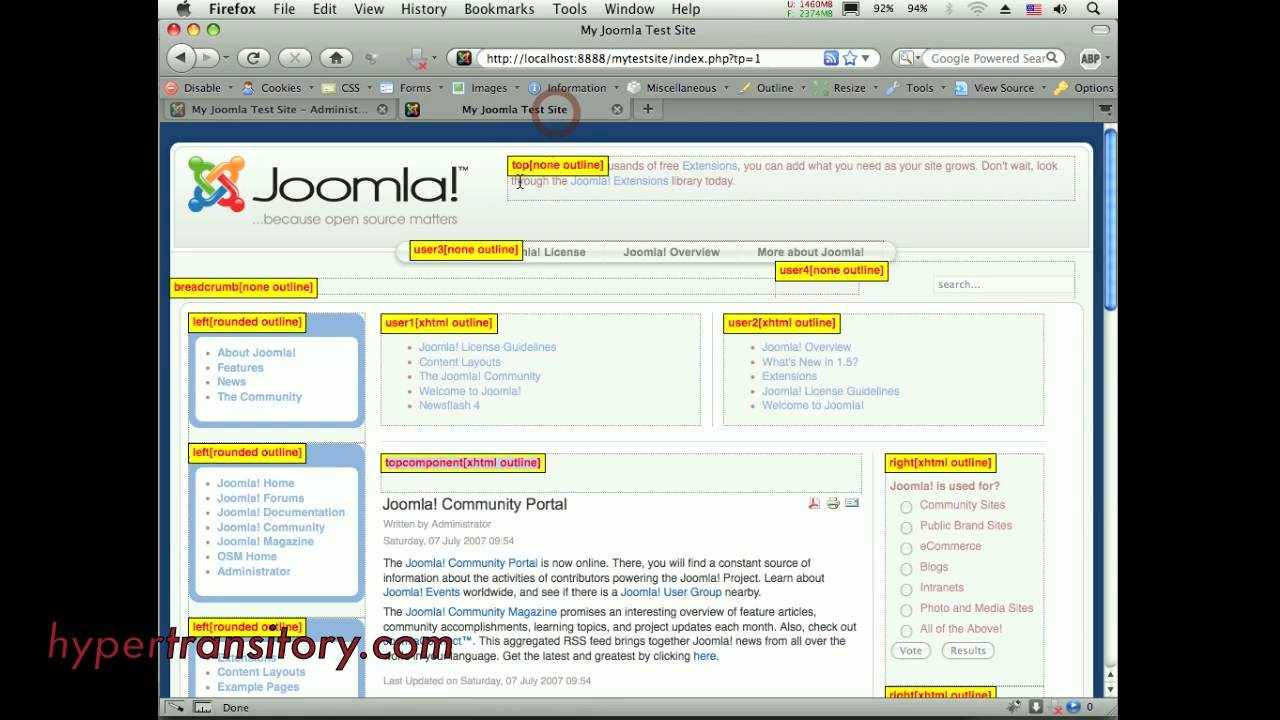 Firefox File Edit View History Bookmarks Tools Window Help U: 1460MB F: 2374MB 92% 94%
My Joomla Test Site
http://localhost:8888/mytestsite/index.php?tp=1 Google Powered Sear ABP
Disable Cookies CSS Forms Images Information Miscellaneous Outline Resize Tools View Source Options
My Joomla Test Site – Administ... My Joomla Test Site
Joomla!™
...because open source matters
top[none outline] usands of free Extensions, you can add what you need as your site grows. Don't wait, look
through the Joomla! Extensions library today.
user3[none outline] mla! License Joomla! Overview More about Joomla!
user4[none outline]
breadcrumb[none outline] search...
left[rounded outline]
About Joomla!
Features
News
The Community
user1[xhtml outline]
Joomla! License Guidelines
Content Layouts
The Joomla! Community
Welcome to Joomla!
Newsflash 4
user2[xhtml outline]
Joomla! Overview
What's New in 1.5?
Extensions
Joomla! License Guidelines
Welcome to Joomla!
left[rounded outline]
Joomla! Home
Joomla! Forums
Joomla! Documentation
Joomla! Community
Joomla! Magazine
OSM Home
Administrator
left[rounded outline]
Extensions
Content Layouts
Example Pages
topcomponent[xhtml outline]
Joomla! Community Portal
Written by Administrator
Saturday, 07 July 2007 09:54
The Joomla! Community Portal is now online. There, you will find a constant source of
information about the activities of contributors powering the Joomla! Project. Learn about
Joomla! Events worldwide, and see if there is a Joomla! User Group nearby.
The Joomla! Community Magazine promises an interesting overview of feature articles,
community accomplishments, learning topics, and project updates each month. Also, check out
™. This aggregated RSS feed brings together Joomla! news from all over the
in your language. Get the latest and greatest by clicking here.
Last Updated on Saturday, 07 July 2007 09:54
right[xhtml outline]
Joomla! is used for?
Community Sites
Public Brand Sites
eCommerce
Blogs
Intranets
Photo and Media Sites
All of the Above!
Vote Results
right[xhtml outline]
hypertransitory.com
Done 0